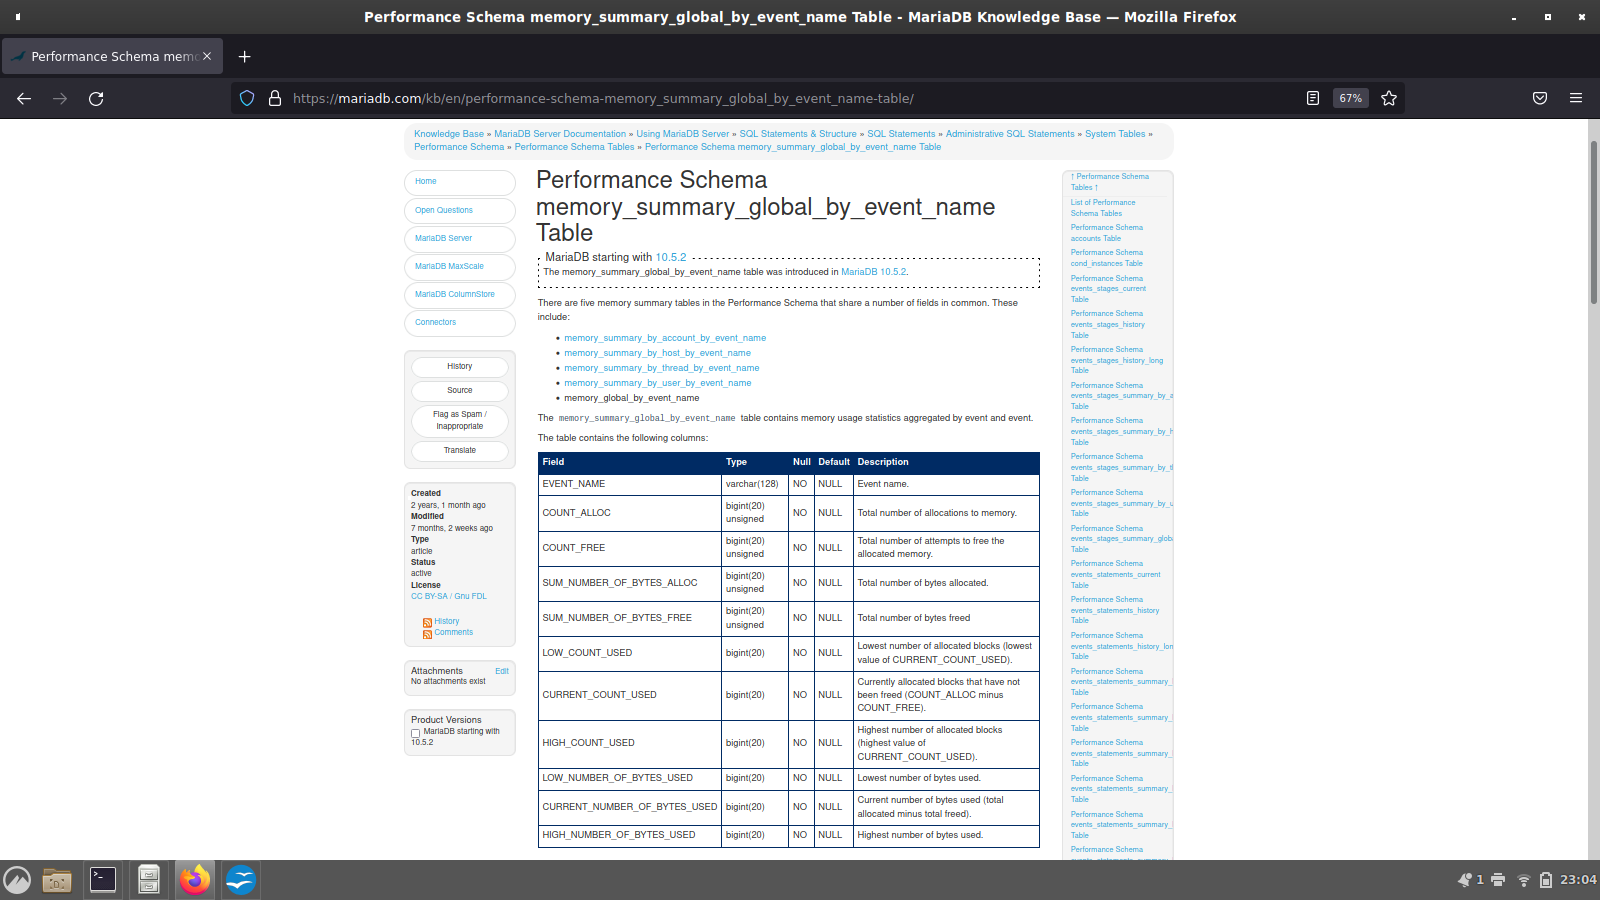 Performance Schema memory_summary_global_by_event_name Table - MariaDB Knowledge Base — Mozilla Firefox
Performance Schema mem
https://mariadb.com/kb/en/performance-schema-memory_summary_global_by_event_name-table/
67%
Knowledge Base » MariaDB Server Documentation » Using MariaDB Server » SQL Statements & Structure » SQL Statements » Administrative SQL Statements » System Tables »
Performance Schema » Performance Schema Tables » Performance Schema memory_summary_global_by_event_name Table
Home
Open Questions
MariaDB Server
MariaDB MaxScale
MariaDB ColumnStore
Connectors
History
Source
Flag as Spam /
Inappropriate
Translate
Created
2 years, 1 month ago
Modified
7 months, 2 weeks ago
Type
article
Status
active
License
CC BY-SA / Gnu FDL
History
Comments
Attachments Edit
No attachments exist
Product Versions
MariaDB starting with
10.5.2
Performance Schema
memory_summary_global_by_event_name
Table
MariaDB starting with 10.5.2
The memory_summary_global_by_event_name table was introduced in MariaDB 10.5.2.
There are five memory summary tables in the Performance Schema that share a number of fields in common. These
include:
• memory_summary_by_account_by_event_name
• memory_summary_by_host_by_event_name
• memory_summary_by_thread_by_event_name
• memory_summary_by_user_by_event_name
• memory_global_by_event_name
The memory_summary_global_by_event_name table contains memory usage statistics aggregated by event and event.
The table contains the following columns:
Field Type Null Default Description
EVENT_NAME varchar(128) NO NULL Event name.
COUNT_ALLOC bigint(20) unsigned NO NULL Total number of allocations to memory.
COUNT_FREE bigint(20) unsigned NO NULL Total number of attempts to free the allocated memory.
SUM_NUMBER_OF_BYTES_ALLOC bigint(20) unsigned NO NULL Total number of bytes allocated.
SUM_NUMBER_OF_BYTES_FREE bigint(20) unsigned NO NULL Total number of bytes freed
LOW_COUNT_USED bigint(20) NO NULL Lowest number of allocated blocks (lowest value of CURRENT_COUNT_USED).
CURRENT_COUNT_USED bigint(20) NO NULL Currently allocated blocks that have not been freed (COUNT_ALLOC minus COUNT_FREE).
HIGH_COUNT_USED bigint(20) NO NULL Highest number of allocated blocks (highest value of CURRENT_COUNT_USED).
LOW_NUMBER_OF_BYTES_USED bigint(20) NO NULL Lowest number of bytes used.
CURRENT_NUMBER_OF_BYTES_USED bigint(20) NO NULL Current number of bytes used (total allocated minus total freed).
HIGH_NUMBER_OF_BYTES_USED bigint(20) NO NULL Highest number of bytes used.
↑ Performance Schema
Tables ↑
List of Performance
Schema Tables
Performance Schema
accounts Table
Performance Schema
cond_instances Table
Performance Schema
events_stages_current
Table
Performance Schema
events_stages_history
Table
Performance Schema
events_stages_history_long
Table
Performance Schema
events_stages_summary_by_a
Table
Performance Schema
events_stages_summary_by_h
Table
Performance Schema
events_stages_summary_by_t
Table
Performance Schema
events_stages_summary_by_u
Table
Performance Schema
events_stages_summary_globa
Table
Performance Schema
events_statements_current
Table
Performance Schema
events_statements_history
Table
Performance Schema
events_statements_history_lon
Table
Performance Schema
events_statements_summary_
Table
Performance Schema
events_statements_summary_
Table
Performance Schema
events_statements_summary_
Table
Performance Schema
events_statements_summary_
Table
Performance Schema
events_statements_summary_
Table
Performance Schema
1
23:04